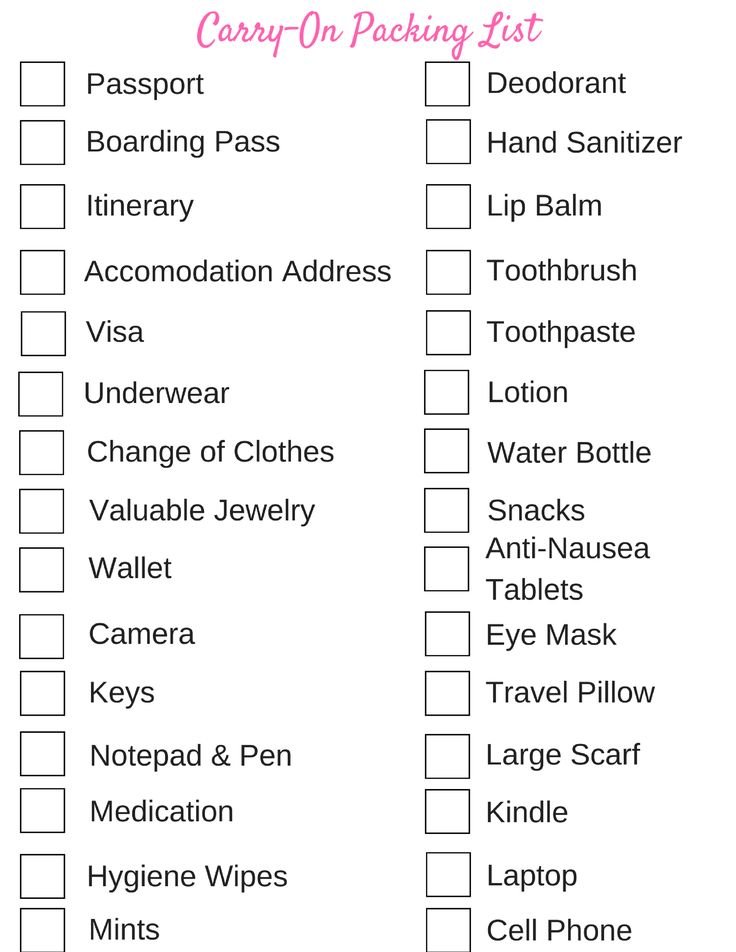 Carry-On Packing List
Passport
Boarding Pass
Itinerary
Accomodation Address
Visa
Underwear
Change of Clothes
Valuable Jewelry
Wallet
Camera
Keys
Notepad & Pen
Medication
Hygiene Wipes
Mints
Deodorant
Hand Sanitizer
Lip Balm
Toothbrush
Toothpaste
Lotion
Water Bottle
Snacks
Anti-Nausea
Tablets
Eye Mask
Travel Pillow
Large Scarf
Kindle
Laptop
Cell Phone